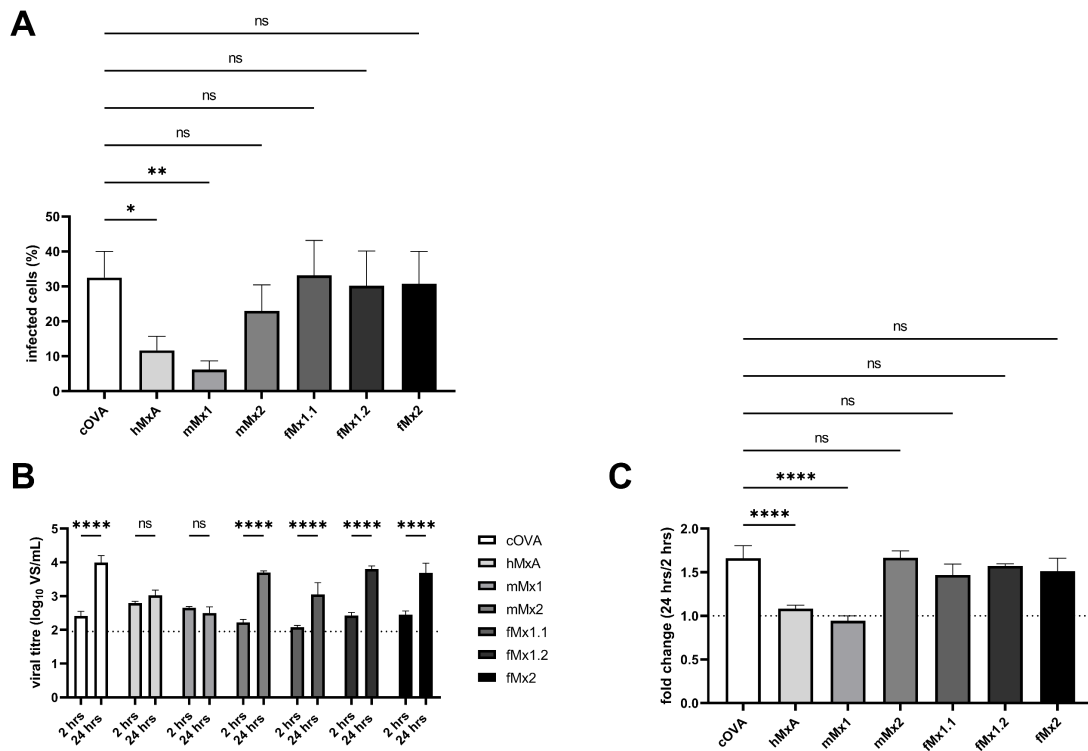 A
ns
ns
ns
ns
**
*
infected cells (%)
50
40
30
20
10
0
cOVA
hMxA
mMx1
mMx2
fMx1.1
fMx1.2
fMx2
B
viral titre (log₁₀ VS/mL)
5
4
3
2
1
0
**** ns ns **** **** **** ****
2 hrs 24 hrs 2 hrs 24 hrs 2 hrs 24 hrs 2 hrs 24 hrs 2 hrs 24 hrs 2 hrs 24 hrs 2 hrs 24 hrs
cOVA
hMxA
mMx1
mMx2
fMx1.1
fMx1.2
fMx2
C
ns
ns
ns
ns
****
****
fold change (24 hrs/2 hrs)
2.0
1.5
1.0
0.5
0.0
cOVA
hMxA
mMx1
mMx2
fMx1.1
fMx1.2
fMx2